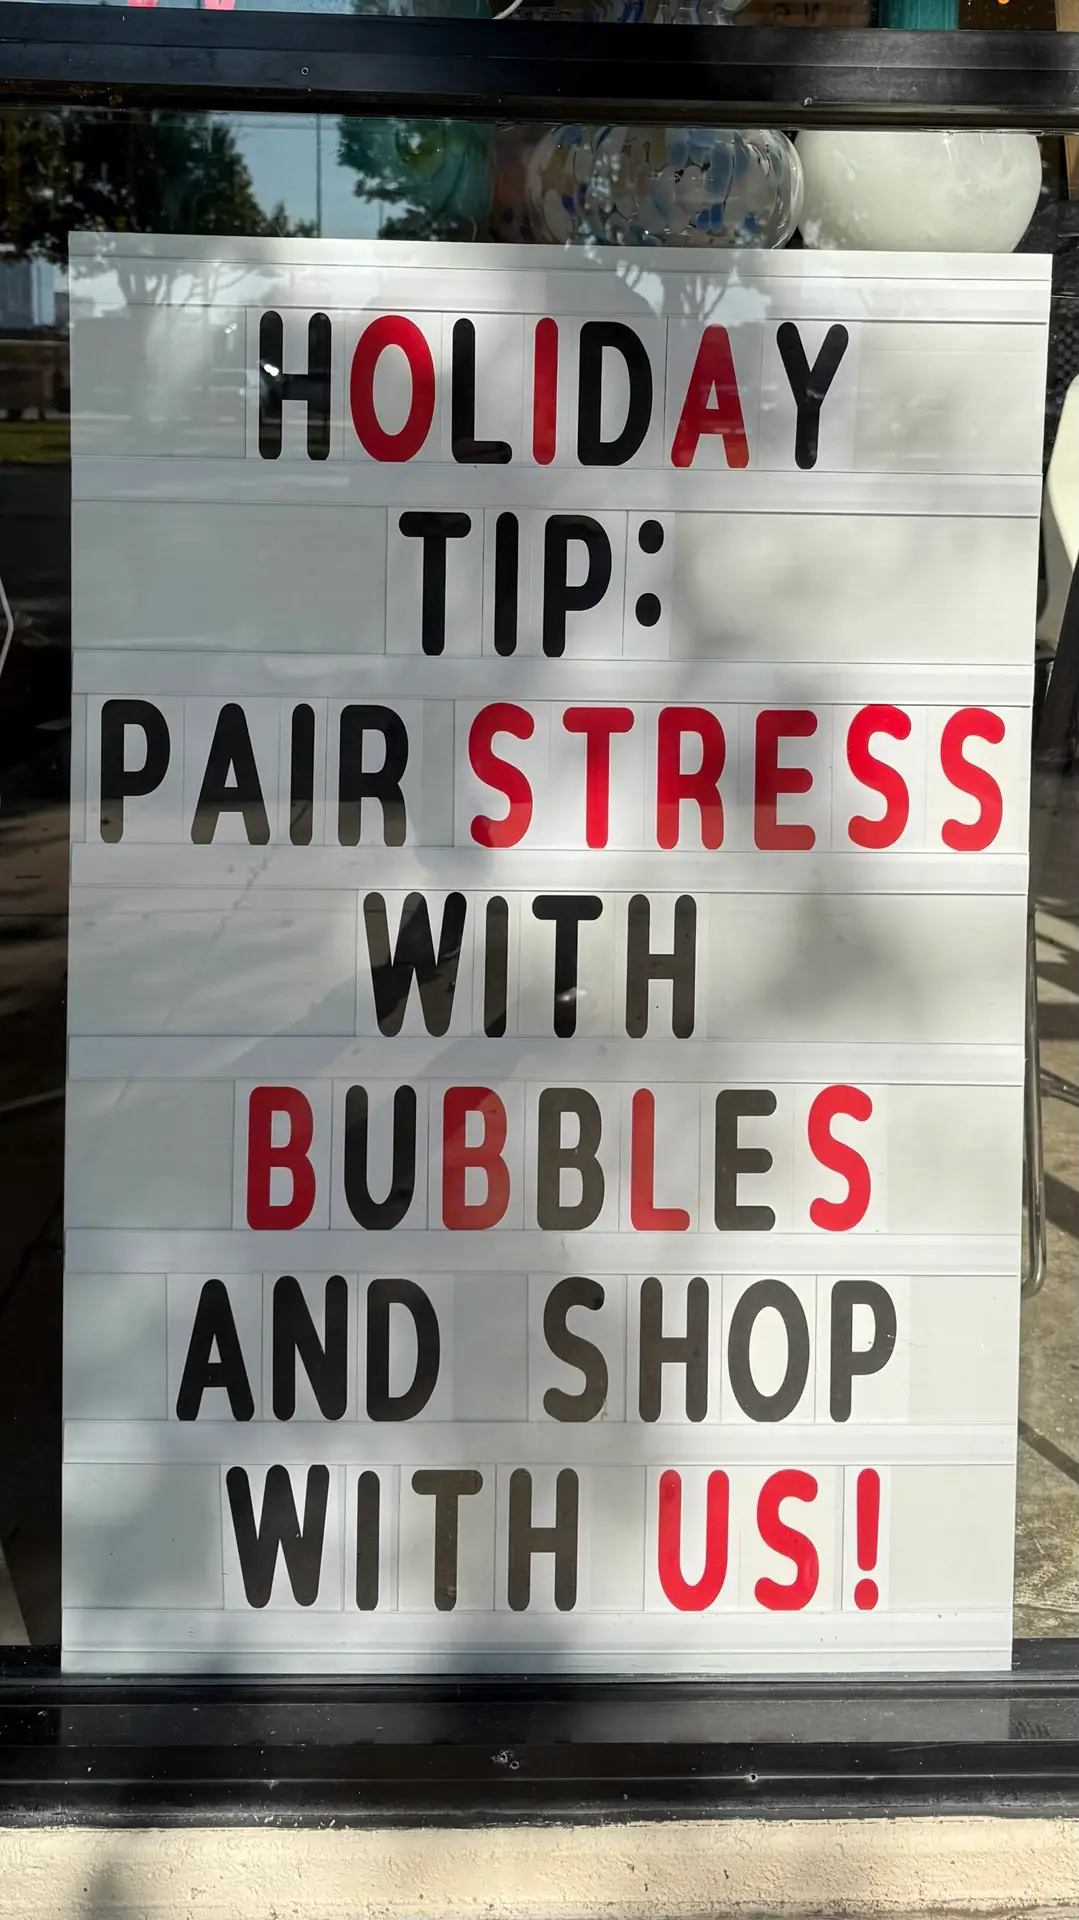 HOLIDAY
TIP:
PAIR STRESS
WITH
BUBBLES
AND SHOP
WITH US!